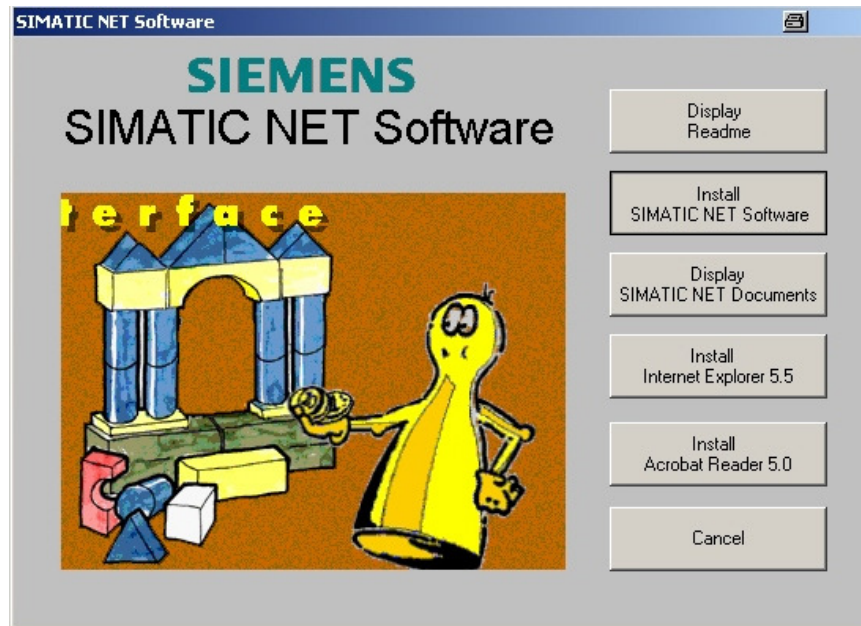 SIMATIC NET Software
SIEMENS
SIMATIC NET Software
terface
Display
Readme
Install
SIMATIC NET Software
Display
SIMATIC NET Documents
Install
Internet Explorer 5.5
Install
Acrobat Reader 5.0
Cancel